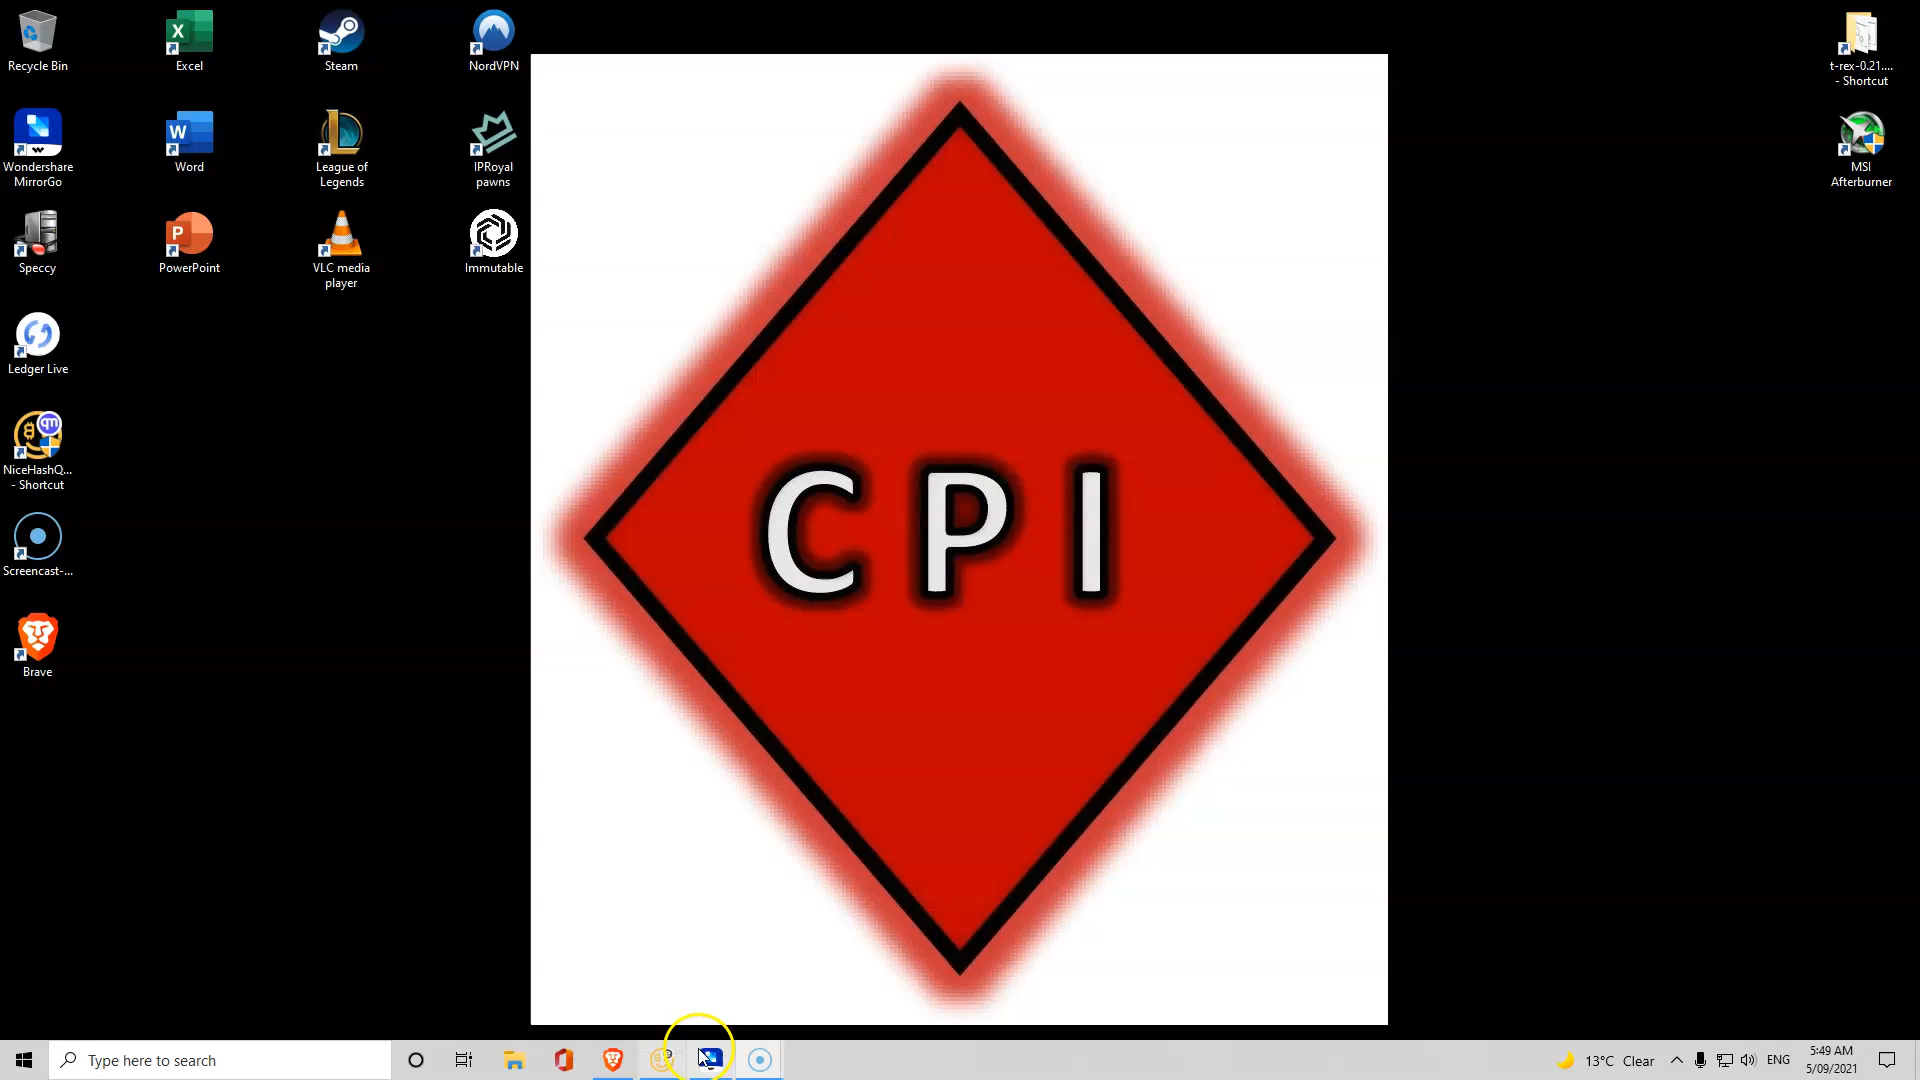 Recycle Bin
Excel
Steam
NordVPN
t-rex-0.21....
- Shortcut
Wondershare
MirrorGo
Word
League of
Legends
IPRoyal
pawns
MSI
Afterburner
Speccy
PowerPoint
VLC media
player
Immutable
Ledger Live
NiceHashQ...
- Shortcut
Screencast-...
Brave
C P I
Type here to search
13°C Clear
ENG
5:49 AM
5/09/2021